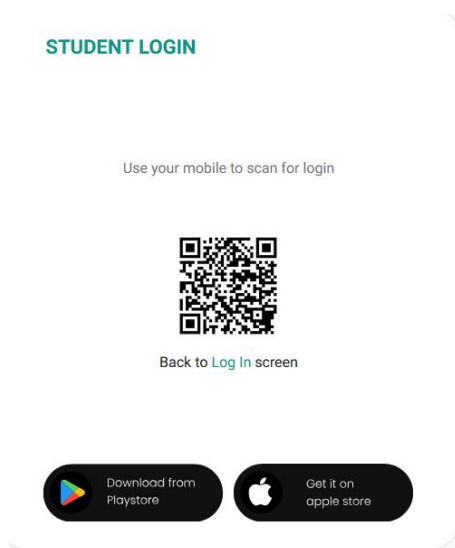 STUDENT LOGIN
Use your mobile to scan for login
Back to Log In screen
Download from
Playstore
Get it on
apple store